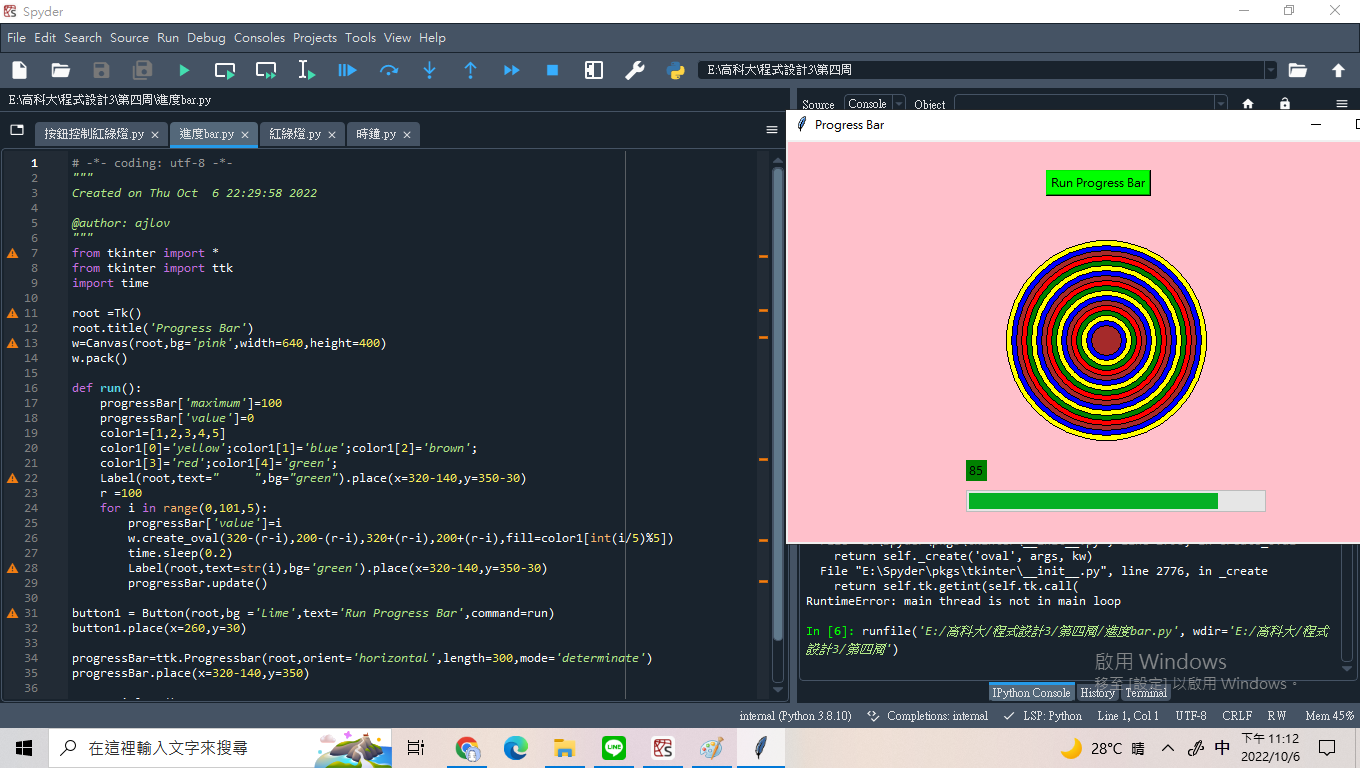 Spyder
File Edit Search Source Run Debug Consoles Projects Tools View Help
E:\高科大\程式設計3\第四周
E:\高科大\程式設計3\第四周\進度bar.py
Source Console Object
按鈕控制紅綠燈.py 進度bar.py 紅綠燈.py 時鐘.py
1 # -*- coding: utf-8 -*-
2 """
3 Created on Thu Oct  6 22:29:58 2022
4
5 @author: ajlov
6 """
7 from tkinter import *
8 from tkinter import ttk
9 import time
10
11 root =Tk()
12 root.title('Progress Bar')
13 w=Canvas(root,bg='pink',width=640,height=400)
14 w.pack()
15
16 def run():
17     progressBar['maximum']=100
18     progressBar['value']=0
19     color1=[1,2,3,4,5]
20     color1[0]='yellow';color1[1]='blue';color1[2]='brown';
21     color1[3]='red';color1[4]='green';
22     Label(root,text="     ",bg="green").place(x=320-140,y=350-30)
23     r =100
24     for i in range(0,101,5):
25         progressBar['value']=i
26         w.create_oval(320-(r-i),200-(r-i),320+(r-i),200+(r-i),fill=color1[int(i/5)%5])
27         time.sleep(0.2)
28         Label(root,text=str(i),bg='green').place(x=320-140,y=350-30)
29         progressBar.update()
30
31 button1 = Button(root,bg ='Lime',text='Run Progress Bar',command=run)
32 button1.place(x=260,y=30)
33
34 progressBar=ttk.Progressbar(root,orient='horizontal',length=300,mode='determinate')
35 progressBar.place(x=320-140,y=350)
36
Progress Bar
Run Progress Bar
85
return self._create('oval', args, kw)
File "E:\Spyder\pkgs\tkinter\__init__.py", line 2776, in _create
return self.tk.getint(self.tk.call(
RuntimeError: main thread is not in main loop
In [6]: runfile('E:/高科大/程式設計3/第四周/進度bar.py', wdir='E:/高科大/程式
設計3/第四周')
啟用 Windows
移至 [設定] 以啟用 Windows。
IPython Console History Terminal
internal (Python 3.8.10) Completions: internal LSP: Python Line 1, Col 1 UTF-8 CRLF RW Mem 45%
在這裡輸入文字來搜尋
LINE
28°C 晴
中
下午 11:12
2022/10/6